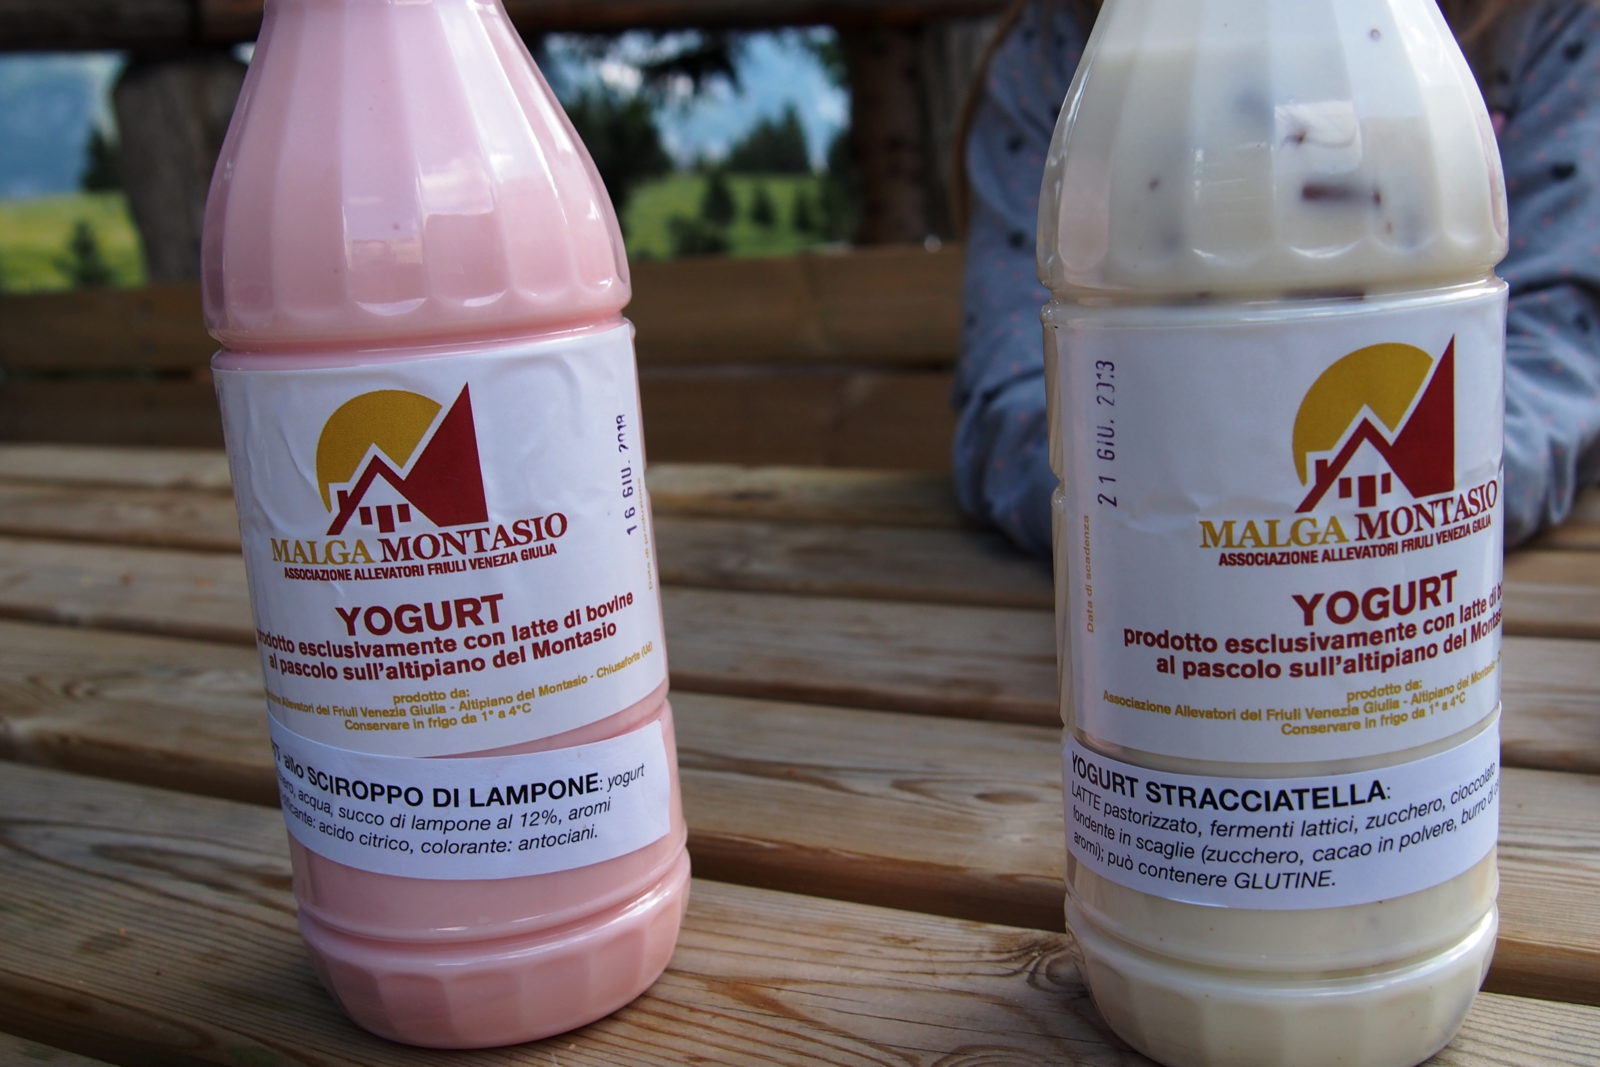 MALGA MONTASIO
ASSOCIAZIONE ALLEVATORI FRIULI VENEZIA GIULIA
16 GIU.
YOGURT
prodotto esclusivamente con latte di bovine
al pascolo sull'altipiano del Montasio
prodotto da:
Allevatori del Friuli Venezia Giulia - Altipiano del Montasio - Chiusaforte (Ud)
Conservare in frigo da 1° a 4°C
allo SCIROPPO DI LAMPONE: yogurt
acqua, succo di lampone al 12%, aromi
acido citrico, colorante: antociani.
MALGA MONTASIO
ASSOCIAZIONE ALLEVATORI FRIULI VENEZIA GIULIA
21 GIU. 2013
Data di scadenza
YOGURT
prodotto esclusivamente con latte di
al pascolo sull'altipiano del
prodotto da:
Associazione Allevatori del Friuli Venezia Giulia - Altipiano del
Conservare in frigo da 1° a 4°C
YOGURT STRACCIATELLA:
LATTE pastorizzato, fermenti lattici, zucchero, cioccolato
fondente in scaglie (zucchero, cacao in polvere, burro di
aromi); può contenere GLUTINE.